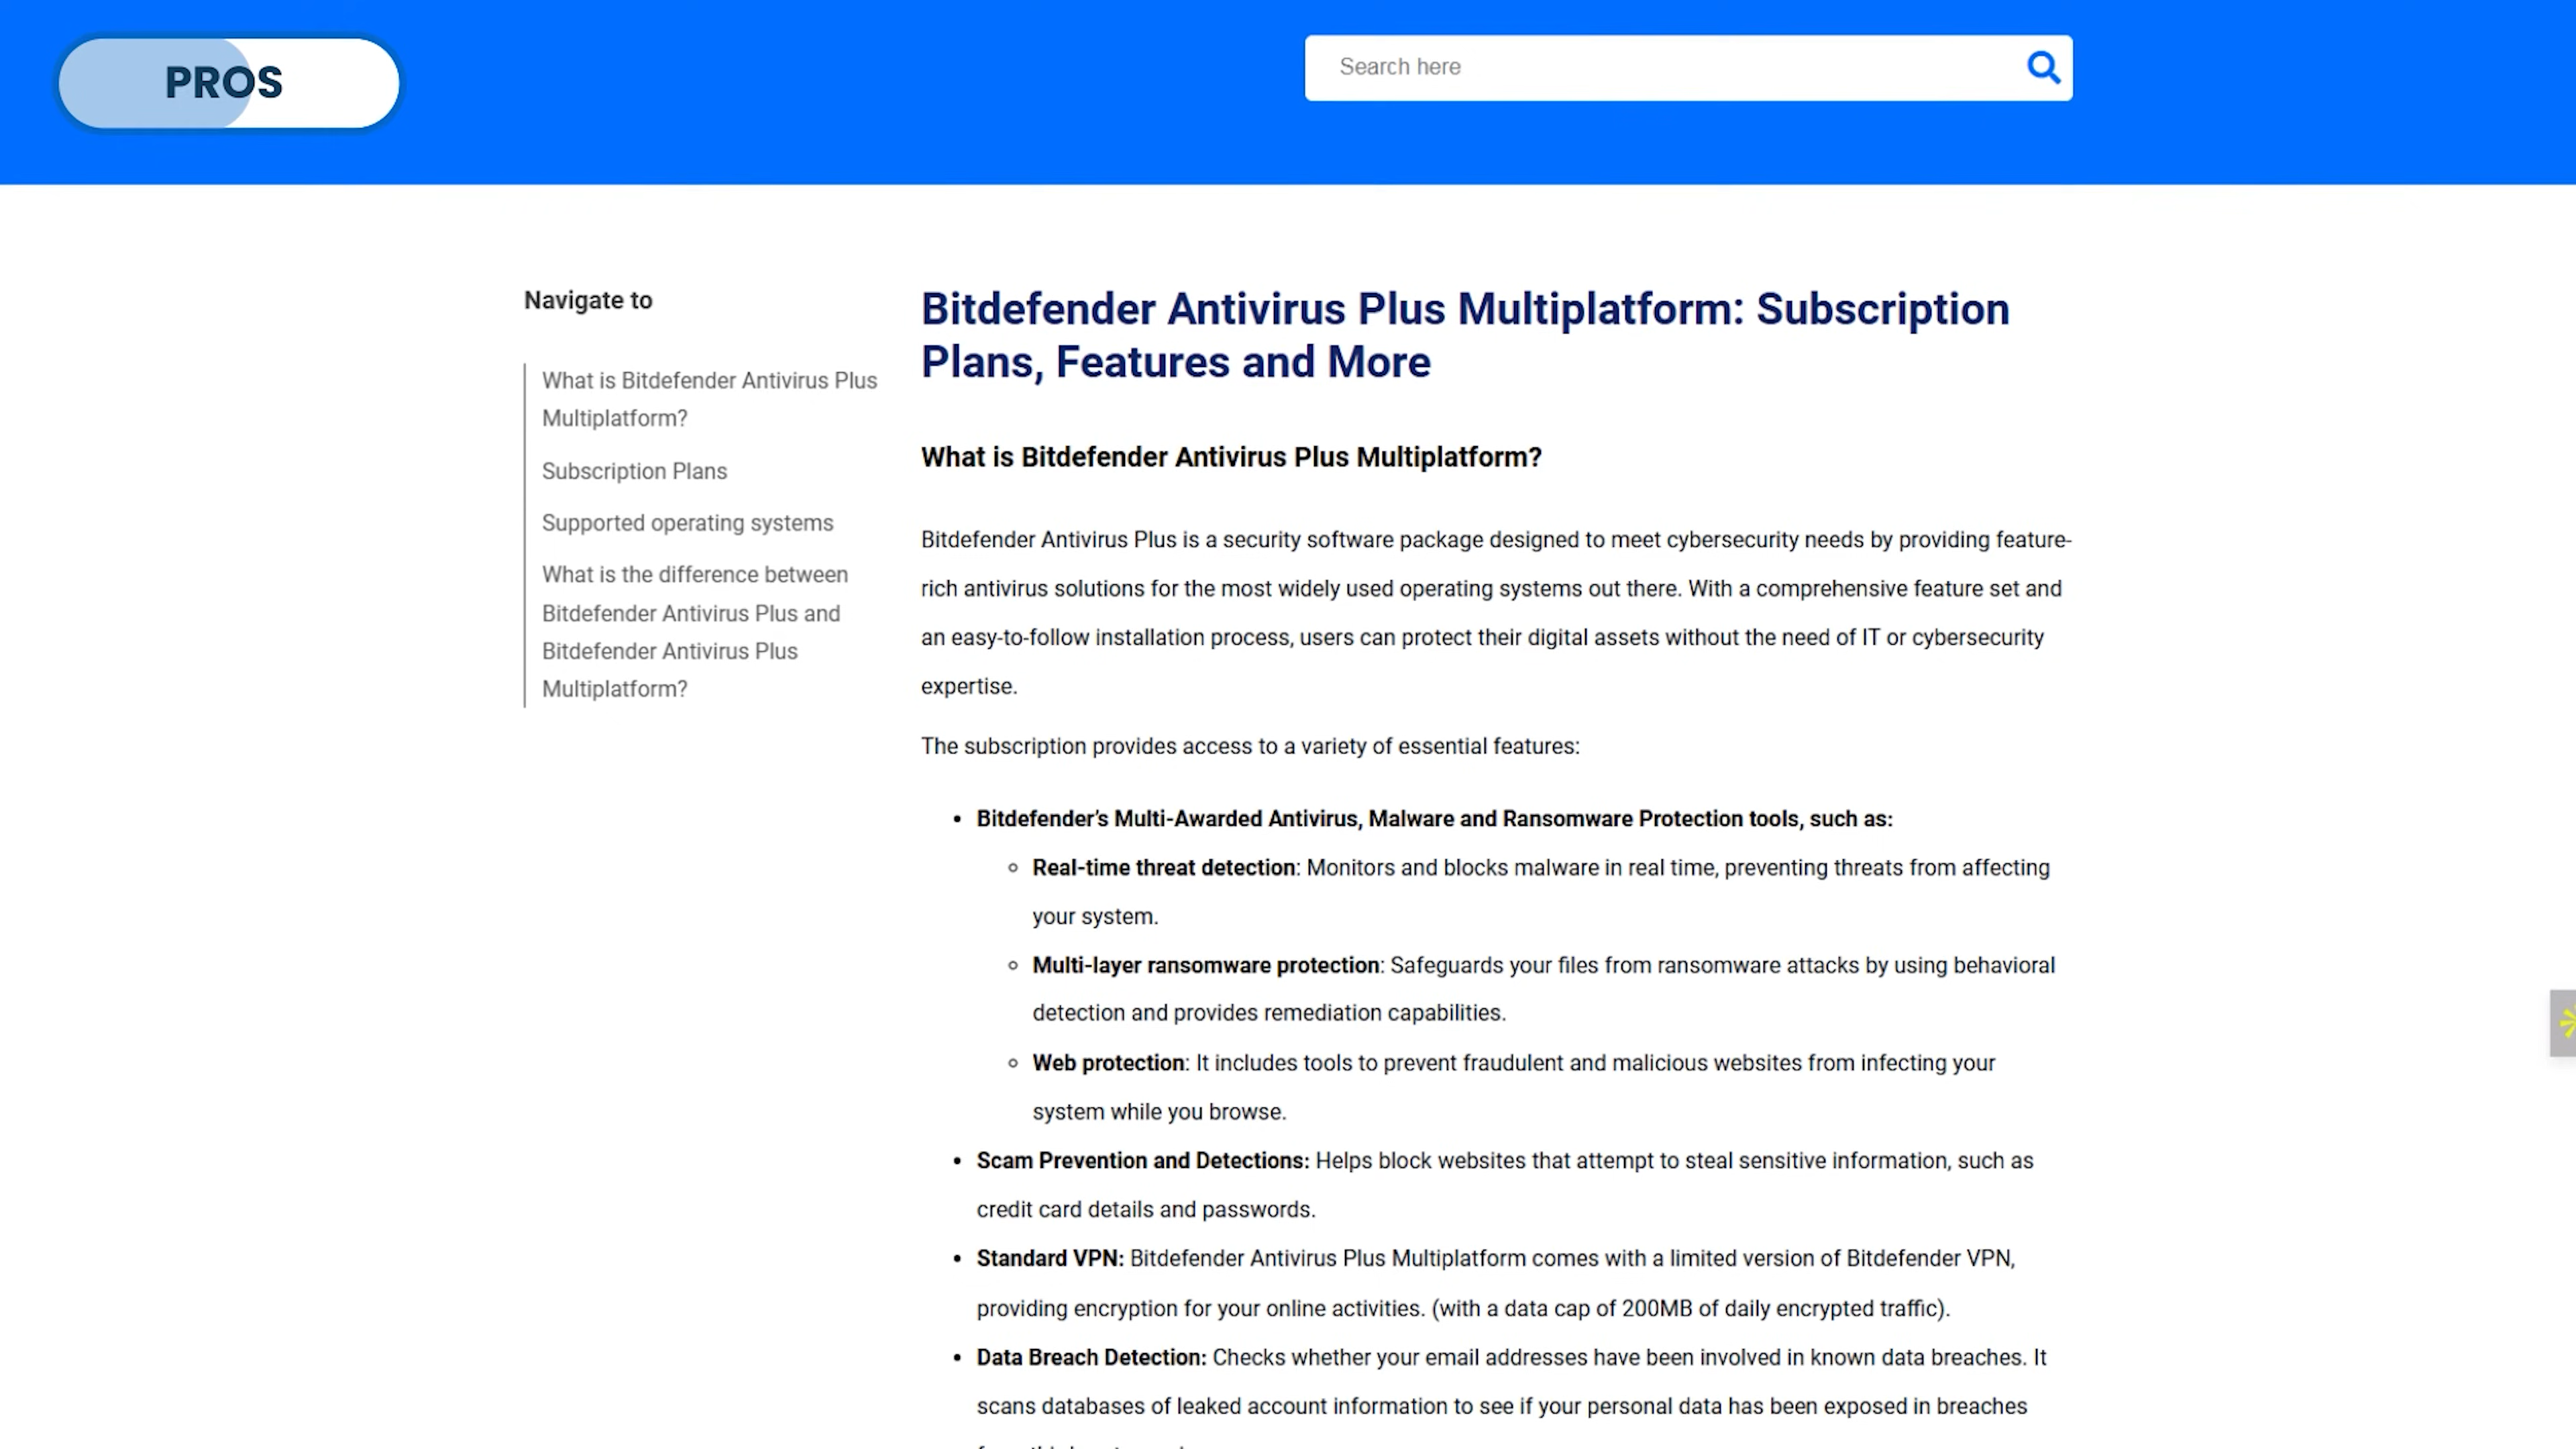 PROS
Search here
Navigate to
What is Bitdefender Antivirus Plus
Multiplatform?
Subscription Plans
Supported operating systems
What is the difference between
Bitdefender Antivirus Plus and
Bitdefender Antivirus Plus
Multiplatform?
Bitdefender Antivirus Plus Multiplatform: Subscription
Plans, Features and More
What is Bitdefender Antivirus Plus Multiplatform?
Bitdefender Antivirus Plus is a security software package designed to meet cybersecurity needs by providing feature-
rich antivirus solutions for the most widely used operating systems out there. With a comprehensive feature set and
an easy-to-follow installation process, users can protect their digital assets without the need of IT or cybersecurity
expertise.
The subscription provides access to a variety of essential features:
• Bitdefender’s Multi-Awarded Antivirus, Malware and Ransomware Protection tools, such as:
◦ Real-time threat detection: Monitors and blocks malware in real time, preventing threats from affecting
your system.
◦ Multi-layer ransomware protection: Safeguards your files from ransomware attacks by using behavioral
detection and provides remediation capabilities.
◦ Web protection: It includes tools to prevent fraudulent and malicious websites from infecting your
system while you browse.
• Scam Prevention and Detections: Helps block websites that attempt to steal sensitive information, such as
credit card details and passwords.
• Standard VPN: Bitdefender Antivirus Plus Multiplatform comes with a limited version of Bitdefender VPN,
providing encryption for your online activities. (with a data cap of 200MB of daily encrypted traffic).
• Data Breach Detection: Checks whether your email addresses have been involved in known data breaches. It
scans databases of leaked account information to see if your personal data has been exposed in breaches